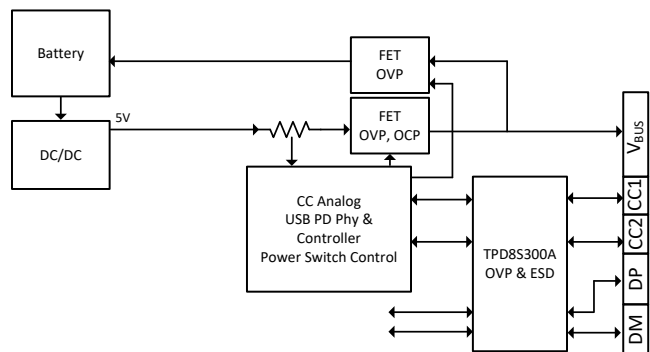 Battery
FET
OVP
5V
FET
OVP, OCP
DC/DC
CC Analog
USB PD Phy &
Controller
Power Switch Control
TPD8S300A
OVP & ESD
VBUS
CC1
CC2
DP
DM